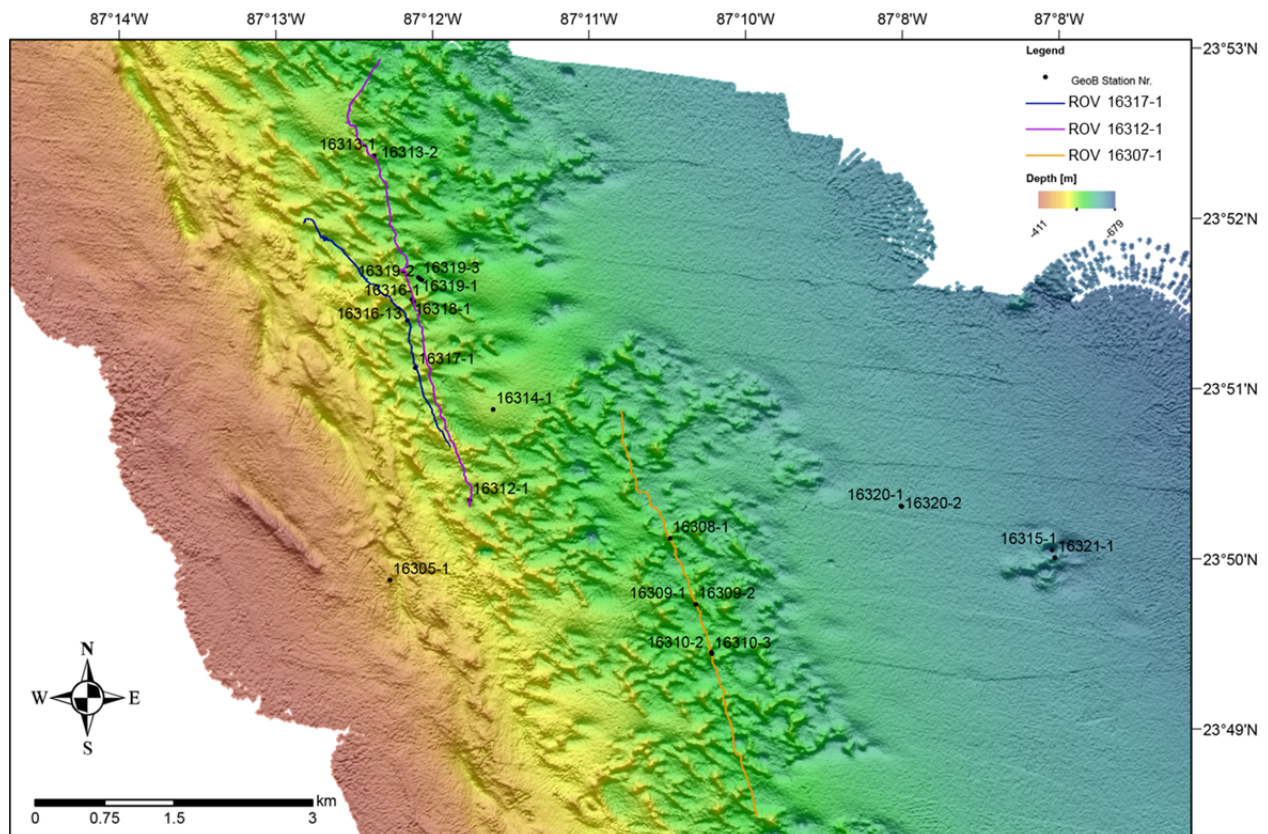 87°14'W 87°13'W 87°12'W 87°11'W 87°10'W 87°8'W 87°8'W
23°53'N
Legend
GeoB Station Nr.
ROV 16317-1
ROV 16312-1
ROV 16307-1
Depth [m]
-411 -679
16313-1 16313-2
23°52'N
16319-2 16319-3
16316-1 16319-1
16316-13 16318-1
16317-1
23°51'N
16314-1
16312-1
16320-1 16320-2
16308-1
16315-1 16321-1
23°50'N
16305-1
16309-1 16309-2
16310-2 16310-3
N
W E
S
23°49'N
km
0 0.75 1.5 3